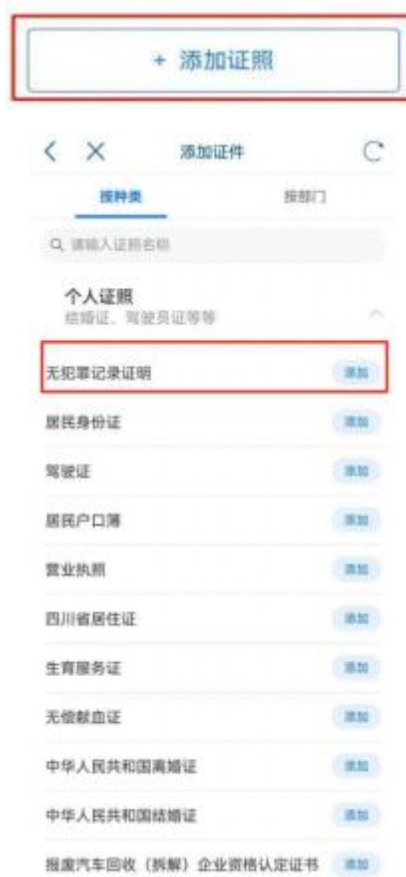 + 添加证照
添加证件
按种类 按部门
请输入证照名称
个人证照
结婚证、驾驶员证等等
无犯罪记录证明 添加
居民身份证 添加
驾驶证 添加
居民户口簿 添加
营业执照 添加
四川省居住证 添加
生育服务证 添加
无偿献血证 添加
中华人民共和国离婚证 添加
中华人民共和国结婚证 添加
报废汽车回收（拆解）企业资格认定证书 添加